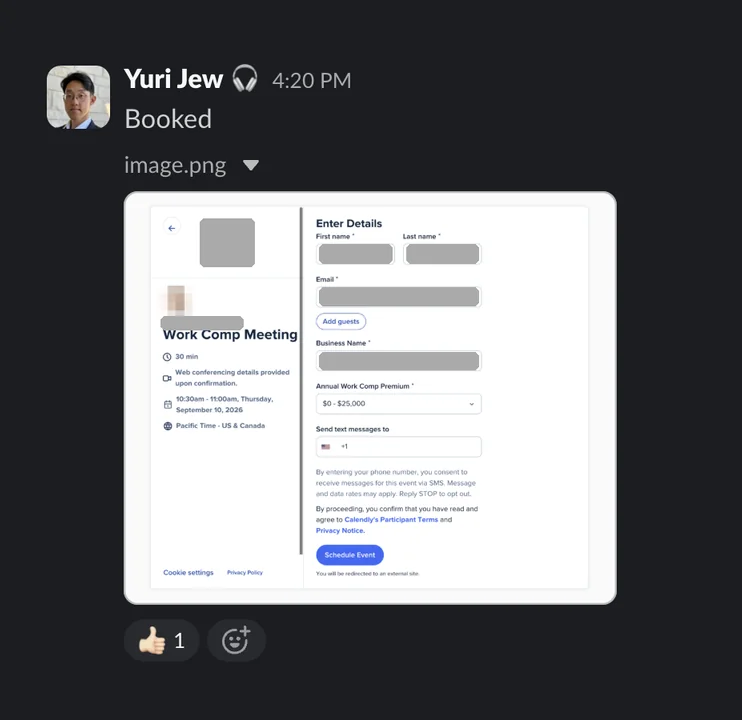 Yuri Jew 4:20 PM
Booked
image.png
Work Comp Meeting
30 min
Web conferencing details provided
upon confirmation.
10:30am - 11:00am, Thursday,
September 10, 2026
Pacific Time - US & Canada
Cookie settings Privacy Policy
Enter Details
First name * Last name *
Email *
Add guests
Business Name *
Annual Work Comp Premium *
$0 - $25,000
Send text messages to
+1
By entering your phone number, you consent to
receive messages for this event via SMS. Message
and data rates may apply. Reply STOP to opt out.
By proceeding, you confirm that you have read and
agree to Calendly's Participant Terms and
Privacy Notice.
Schedule Event
You will be redirected to an external site
1